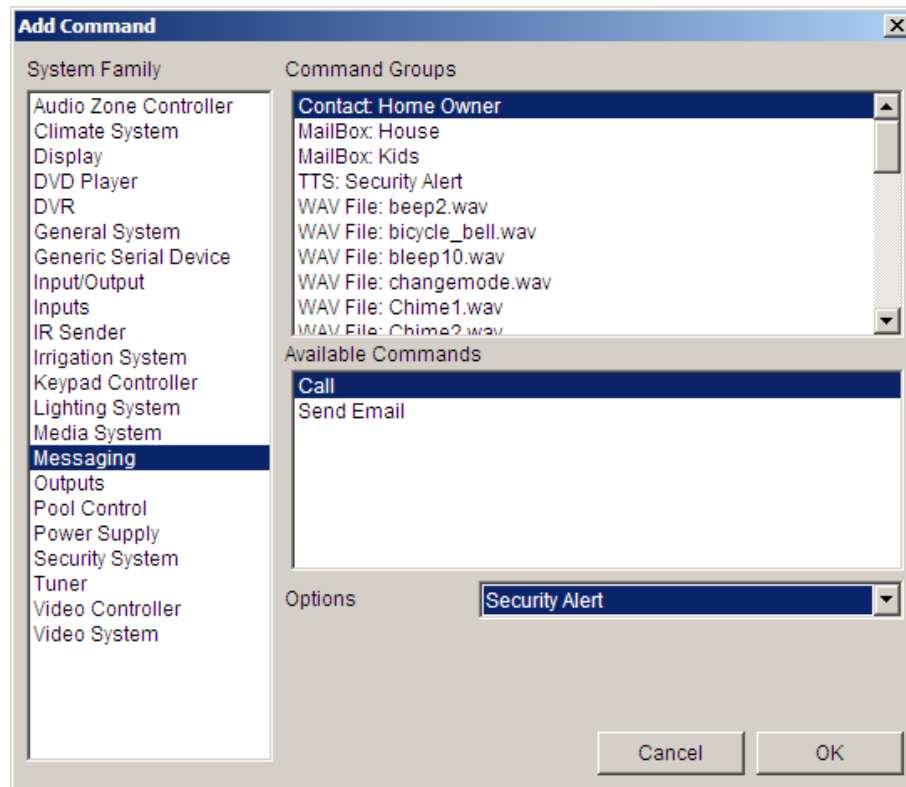 Add Command
System Family
Audio Zone Controller
Climate System
Display
DVD Player
DVR
General System
Generic Serial Device
Input/Output
Inputs
IR Sender
Irrigation System
Keypad Controller
Lighting System
Media System
Messaging
Outputs
Pool Control
Power Supply
Security System
Tuner
Video Controller
Video System
Command Groups
Contact: Home Owner
MailBox: House
MailBox: Kids
TTS: Security Alert
WAV File: beep2.wav
WAV File: bicycle_bell.wav
WAV File: bleep10.wav
WAV File: changemode.wav
WAV File: Chime1.wav
WAV File: Chime2.wav
Available Commands
Call
Send Email
Options
Security Alert
Cancel
OK